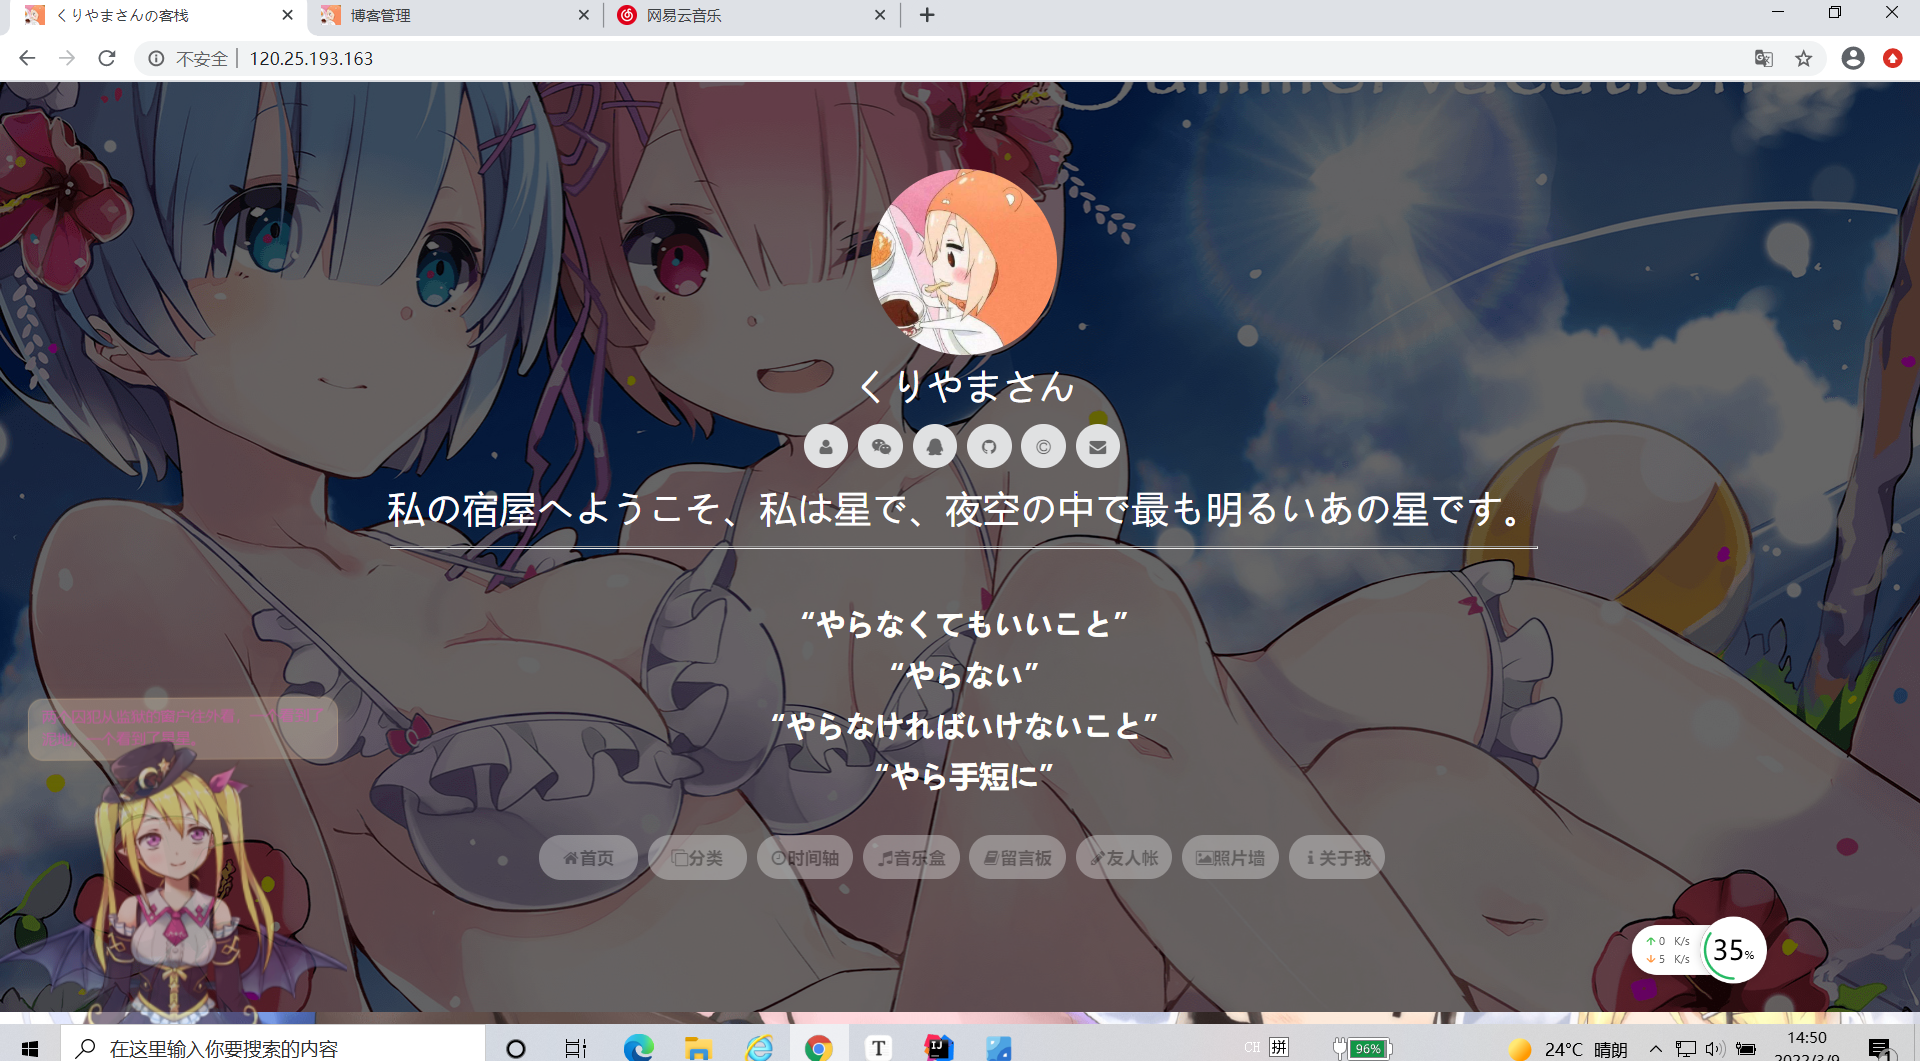 くりやまさんの客栈
博客管理
网易云音乐
不安全
120.25.193.163
Summer vacation
くりやまさん
私の宿屋へようこそ、私は星で、夜空の中で最も明るいあの星です。
“やらなくてもいいこと”
“やらない”
“やらなければいけないこと”
“やら手短に”
首页 分类 时间轴 音乐盒 留言板 友人帐 照片墙 关于我
0 K/s
5 K/s
35%
在这里输入你要搜索的内容
T
IJ
CH 拼
96%
24°C 晴朗
14:50
2022/3/9
1